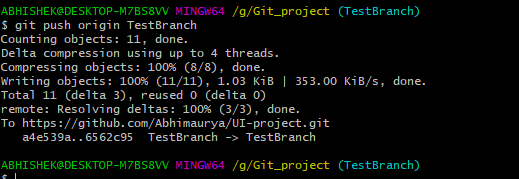 ABHISHEK@DESKTOP-M7BS8VV MINGW64 /g/Git_project (TestBranch)
$ git push origin TestBranch
Counting objects: 11, done.
Delta compression using up to 4 threads.
Compressing objects: 100% (8/8), done.
Writing objects: 100% (11/11), 1.03 KiB | 353.00 KiB/s, done.
Total 11 (delta 3), reused 0 (delta 0)
remote: Resolving deltas: 100% (3/3), done.
To https://github.com/Abhimaurya/UI-project.git
   a4e539a..6562c95  TestBranch -> TestBranch
ABHISHEK@DESKTOP-M7BS8VV MINGW64 /g/Git_project (TestBranch)
$